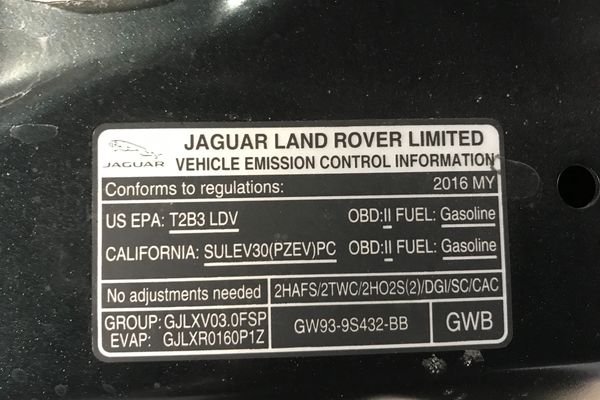 JAGUAR LAND ROVER LIMITED
JAGUAR
VEHICLE EMISSION CONTROL INFORMATION
Conforms to regulations: 2016 MY
US EPA: T2B3 LDV OBD:II FUEL: Gasoline
CALIFORNIA: SULEV30(PZEV)PC OBD:II FUEL: Gasoline
No adjustments needed 2HAFS/2TWC/2HO2S(2)/DGI/SC/CAC
GROUP: GJLXV03.0FSP
EVAP: GJLXR0160P1Z
GW93-9S432-BB
GWB